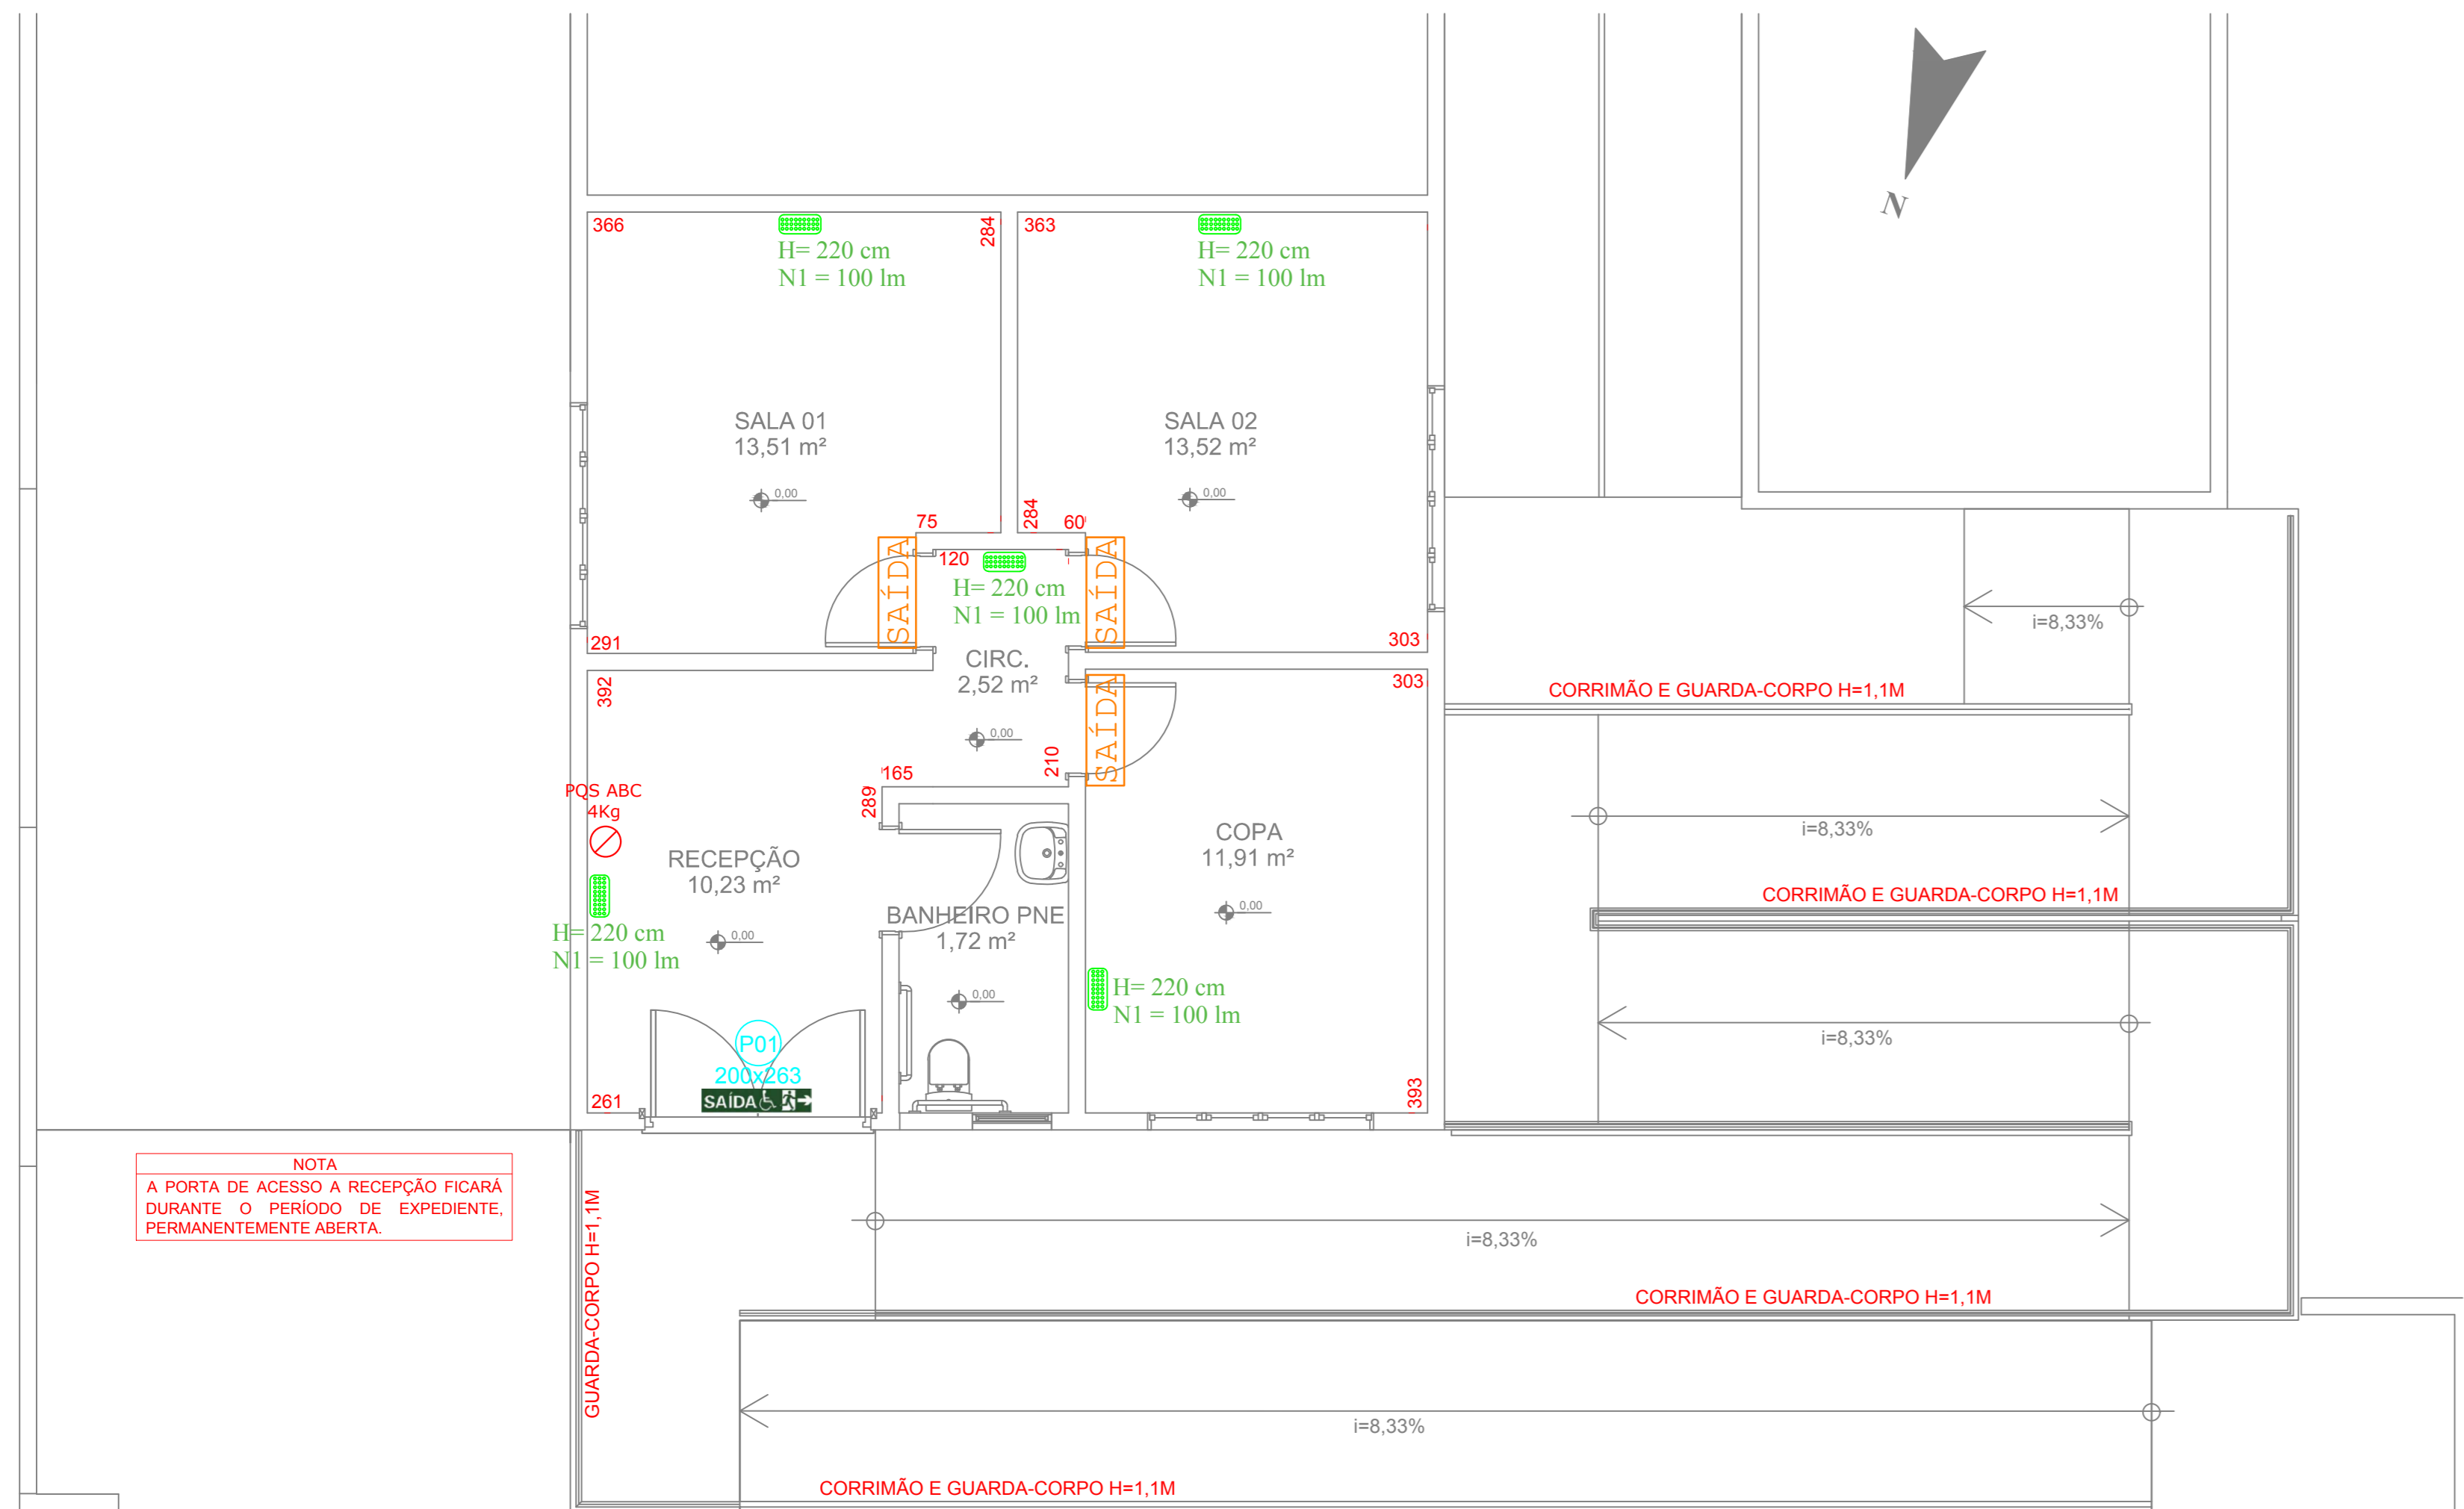 N
366
284
363
H= 220 cm
N1 = 100 lm
H= 220 cm
N1 = 100 lm
SALA 01
13,51 m²
0,00
SALA 02
13,52 m²
0,00
75
284
60
120
SAÍDA
SAÍDA
H= 220 cm
N1 = 100 lm
291
303
CIRC.
2,52 m²
0,00
i=8,33%
392
303
SAÍDA
CORRIMÃO E GUARDA-CORPO H=1,1M
165
210
289
PQS ABC
4Kg
RECEPÇÃO
10,23 m²
0,00
COPA
11,91 m²
0,00
i=8,33%
CORRIMÃO E GUARDA-CORPO H=1,1M
BANHEIRO PNE
1,72 m²
0,00
H= 220 cm
N1 = 100 lm
H= 220 cm
N1 = 100 lm
i=8,33%
P01
200x263
SAÍDA
261
393
NOTA
A PORTA DE ACESSO A RECEPÇÃO FICARÁ
DURANTE O PERÍODO DE EXPEDIENTE,
PERMANENTEMENTE ABERTA.
GUARDA-CORPO H=1,1M
i=8,33%
CORRIMÃO E GUARDA-CORPO H=1,1M
i=8,33%
CORRIMÃO E GUARDA-CORPO H=1,1M